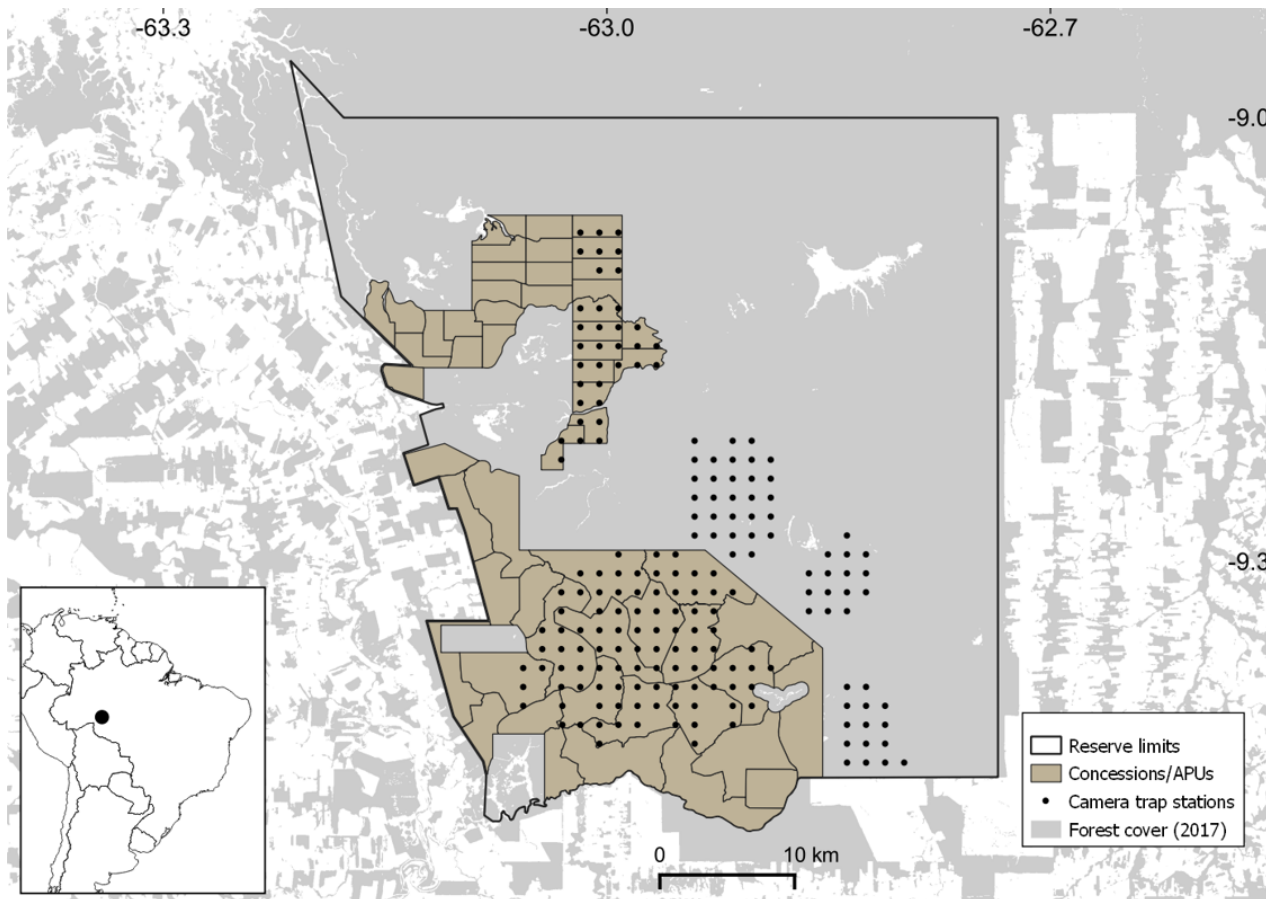 -63.3
-63.0
-62.7
-9.0
-9.3
Reserve limits
Concessions/APUs
Camera trap stations
Forest cover (2017)
0
10 km